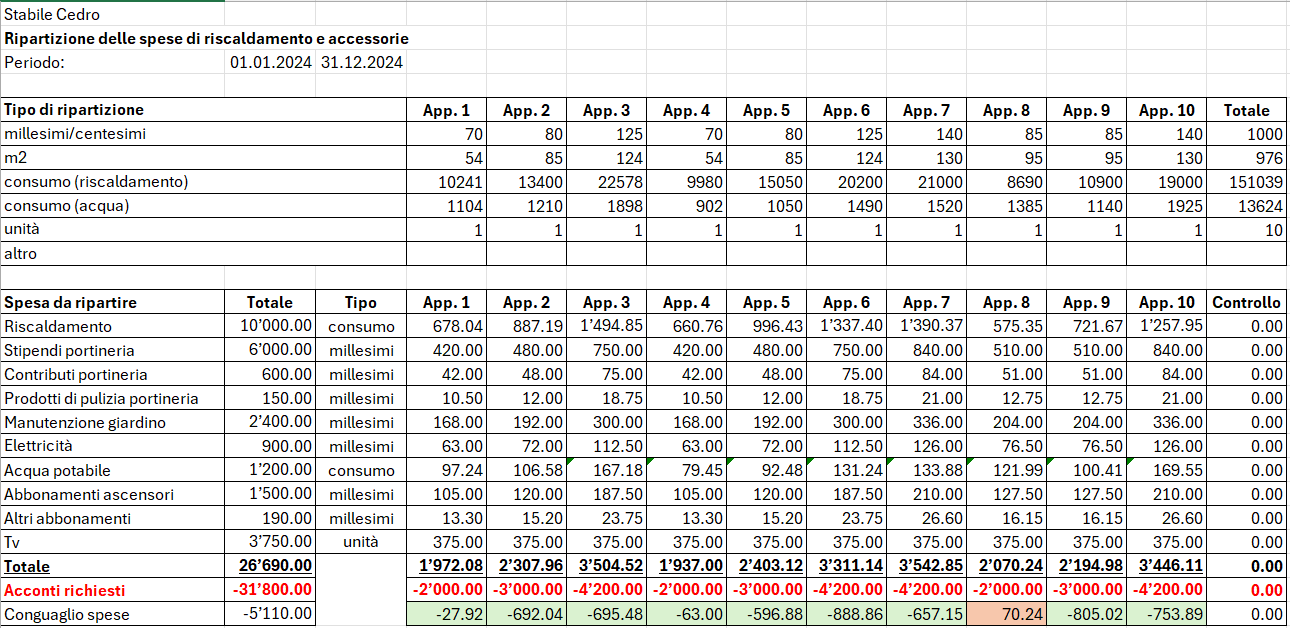 Stabile Cedro
Ripartizione delle spese di riscaldamento e accessorie
Periodo: 01.01.2024 31.12.2024
Tipo di ripartizione App. 1 App. 2 App. 3 App. 4 App. 5 App. 6 App. 7 App. 8 App. 9 App. 10 Totale
millesimi/centesimi 70 80 125 70 80 125 140 85 85 140 1000
m2 54 85 124 54 85 124 130 95 95 130 976
consumo (riscaldamento) 10241 13400 22578 9980 15050 20200 21000 8690 10900 19000 151039
consumo (acqua) 1104 1210 1898 902 1050 1490 1520 1385 1140 1925 13624
unità 1 1 1 1 1 1 1 1 1 1 10
altro
Spesa da ripartire Totale Tipo App. 1 App. 2 App. 3 App. 4 App. 5 App. 6 App. 7 App. 8 App. 9 App. 10 Controllo
Riscaldamento 10’000.00 consumo 678.04 887.19 1’494.85 660.76 996.43 1’337.40 1’390.37 575.35 721.67 1’257.95 0.00
Stipendi portineria 6’000.00 millesimi 420.00 480.00 750.00 420.00 480.00 750.00 840.00 510.00 510.00 840.00 0.00
Contributi portineria 600.00 millesimi 42.00 48.00 75.00 42.00 48.00 75.00 84.00 51.00 51.00 84.00 0.00
Prodotti di pulizia portineria 150.00 millesimi 10.50 12.00 18.75 10.50 12.00 18.75 21.00 12.75 12.75 21.00 0.00
Manutenzione giardino 2’400.00 millesimi 168.00 192.00 300.00 168.00 192.00 300.00 336.00 204.00 204.00 336.00 0.00
Elettricità 900.00 millesimi 63.00 72.00 112.50 63.00 72.00 112.50 126.00 76.50 76.50 126.00 0.00
Acqua potabile 1’200.00 consumo 97.24 106.58 167.18 79.45 92.48 131.24 133.88 121.99 100.41 169.55 0.00
Abbonamenti ascensori 1’500.00 millesimi 105.00 120.00 187.50 105.00 120.00 187.50 210.00 127.50 127.50 210.00 0.00
Altri abbonamenti 190.00 millesimi 13.30 15.20 23.75 13.30 15.20 23.75 26.60 16.15 16.15 26.60 0.00
Tv 3’750.00 unità 375.00 375.00 375.00 375.00 375.00 375.00 375.00 375.00 375.00 375.00 0.00
Totale 26’690.00 1’972.08 2’307.96 3’504.52 1’937.00 2’403.12 3’311.14 3’542.85 2’070.24 2’194.98 3’446.11 0.00
Acconti richiesti -31’800.00 -2’000.00 -3’000.00 -4’200.00 -2’000.00 -3’000.00 -4’200.00 -4’200.00 -2’000.00 -3’000.00 -4’200.00 0.00
Conguaglio spese -5’110.00 -27.92 -692.04 -695.48 -63.00 -596.88 -888.86 -657.15 70.24 -805.02 -753.89 0.00